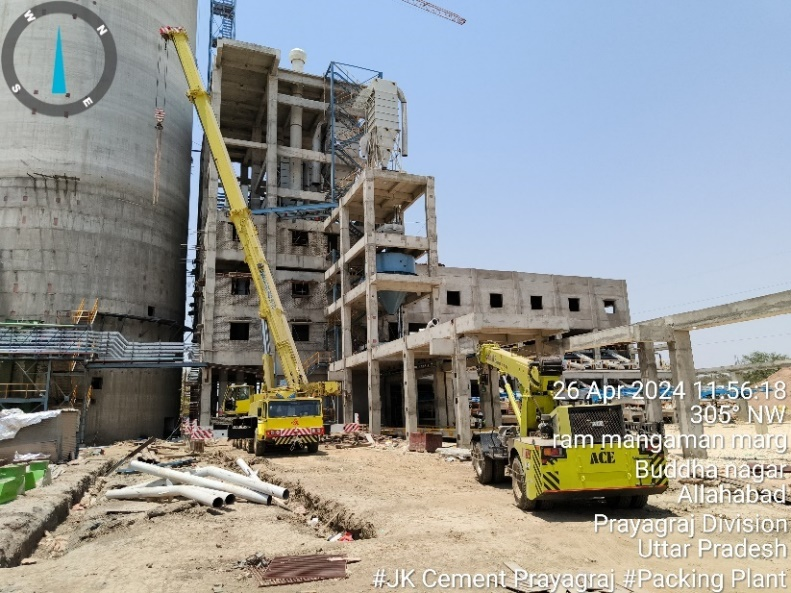 N
W
E
S
ACE
26 Apr 2024 11:56:18
305° NW
ram mangaman marg
Buddha nagar
Allahabad
Prayagraj Division
Uttar Pradesh
#JK Cement Prayagraj #Packing Plant